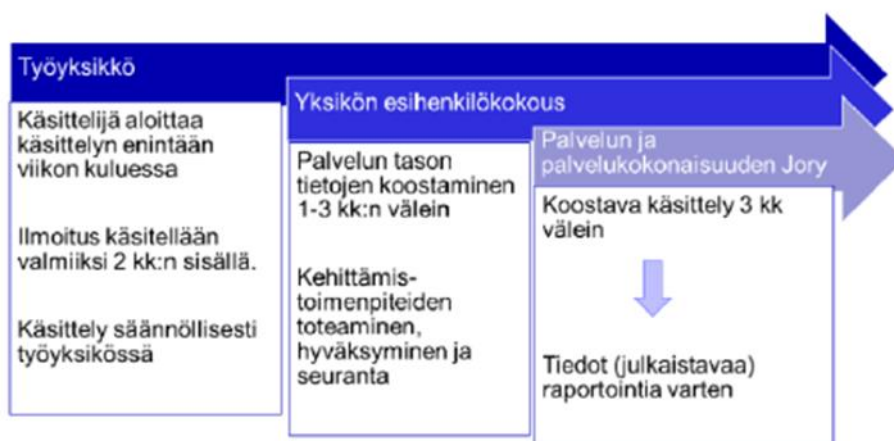 Työyksikkö
Käsittelijä aloittaa
käsittelyn enintään
viikon kuluessa
Ilmoitus käsitellään
valmiiksi 2 kk:n sisällä.
Käsittely säännöllisesti
työyksikössä
Yksikön esihenkilökokous
Palvelun tason
tietojen koostaminen
1-3 kk:n välein
Kehittämis-
toimenpiteiden
toteaminen,
hyväksyminen ja
seuranta
Palvelun ja
palvelukokonaisuuden Jory
Koostava käsittely 3 kk
välein
Tiedot (julkaistavaa)
raportointia varten